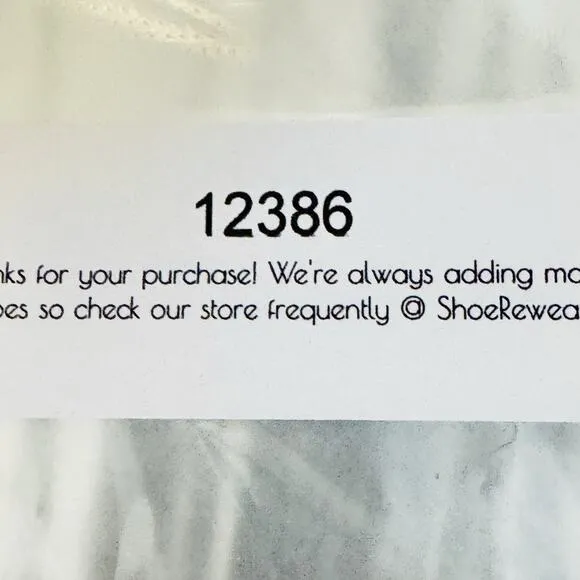 12386
nks for your purchase! We're always adding mo
oes so check our store frequently @ ShoeRewea